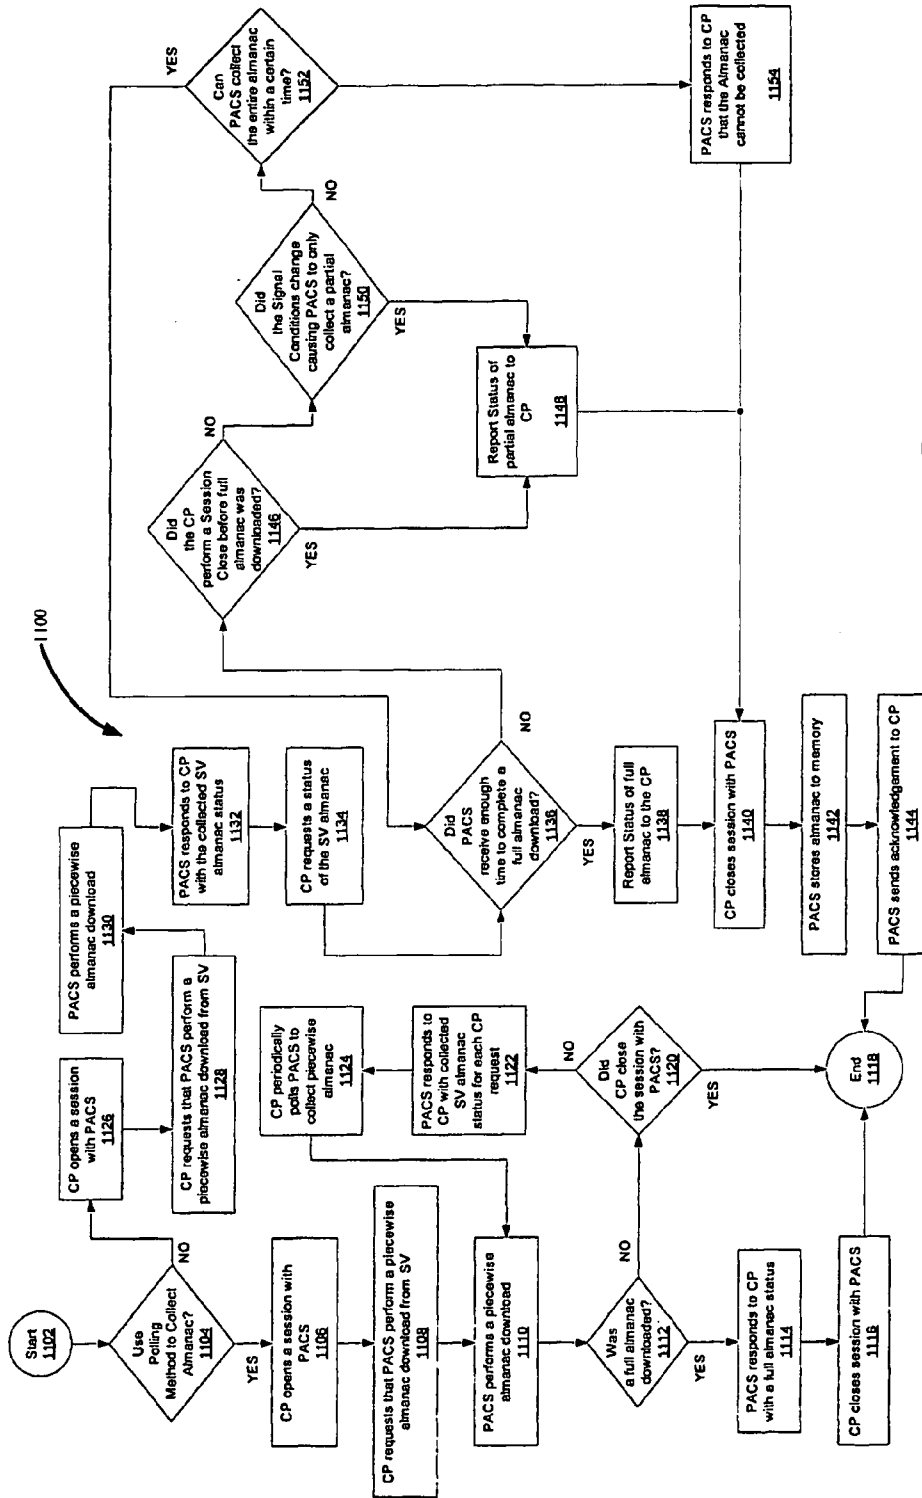 1100
Start
1102
Use
Polling
Method to Collect
Almanac?
1104
NO
YES
CP opens a session with
PACS
1106
CP requests that PACS perform a piecewise
almanac download from SV
1108
PACS performs a piecewise
almanac download
1110
Was
a full almanac
downloaded?
1112
NO
YES
PACS responds to CP
with a full almanac status
1114
CP closes session with PACS
1116
End
1118
Did
CP close
the session with
PACS?
1120
NO
YES
PACS responds to
CP with collected
SV almanac
status for each CP
request
1122
CP periodically
polls PACS to
collect piecewise
almanac
1124
CP opens a session
with PACS
1126
CP requests that PACS perform a
piecewise almanac download from SV
1128
PACS performs a piecewise
almanac download
1130
PACS responds to CP
with the collected SV
almanac status
1132
CP requests a status
of the SV almanac
1134
Did
PACS
receive enough
time to complete a
full almanac
download?
1136
NO
YES
Report Status of full
almanac to the CP
1138
CP closes session with PACS
1140
PACS stores almanac to memory
1142
PACS sends acknowledgement to CP
1144
Did
the CP
perform a Session
Close before full
almanac was
downloaded?
1146
NO
YES
Report Status of
partial almanac to
CP
1148
Did
the Signal
Conditions change
causing PACS to only
collect a partial
almanac?
1150
NO
YES
Can
PACS collect
the entire almanac
within a certain
time?
1152
YES
PACS responds to CP
that the Almanac
cannot be collected
1154